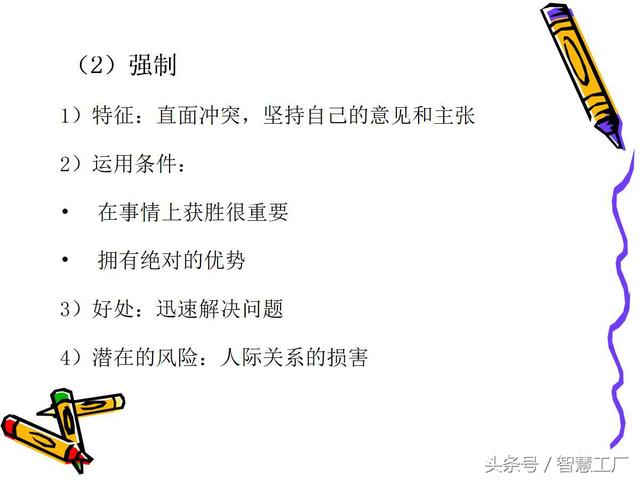 （2）强制
1）特征：直面冲突，坚持自己的意见和主张
2）运用条件：
• 在事情上获胜很重要
• 拥有绝对的优势
3）好处：迅速解决问题
4）潜在的风险：人际关系的损害
头条号／智慧工厂